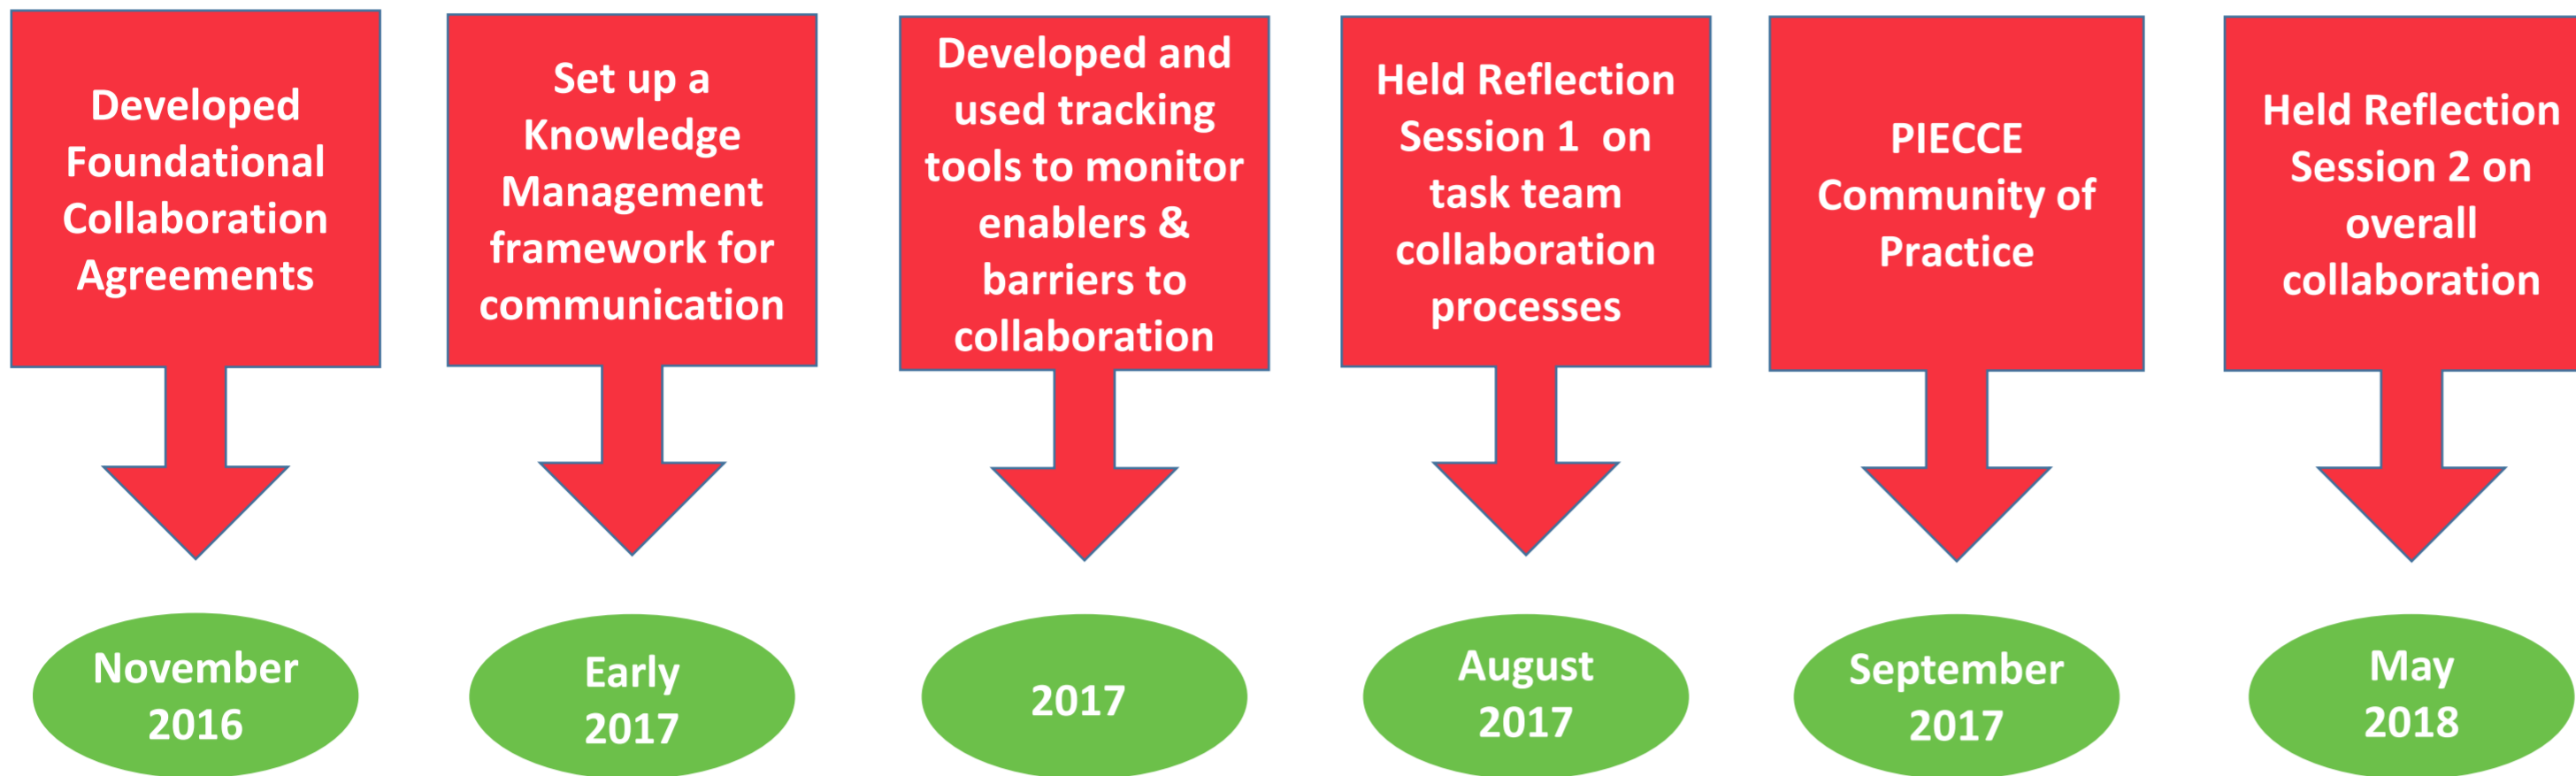 Developed
Foundational
Collaboration
Agreements
Set up a
Knowledge
Management
framework for
communication
Developed and
used tracking
tools to monitor
enablers &
barriers to
collaboration
Held Reflection
Session 1 on
task team
collaboration
processes
PIECCE
Community of
Practice
Held Reflection
Session 2 on
overall
collaboration
November
2016
Early
2017
2017
August
2017
September
2017
May
2018